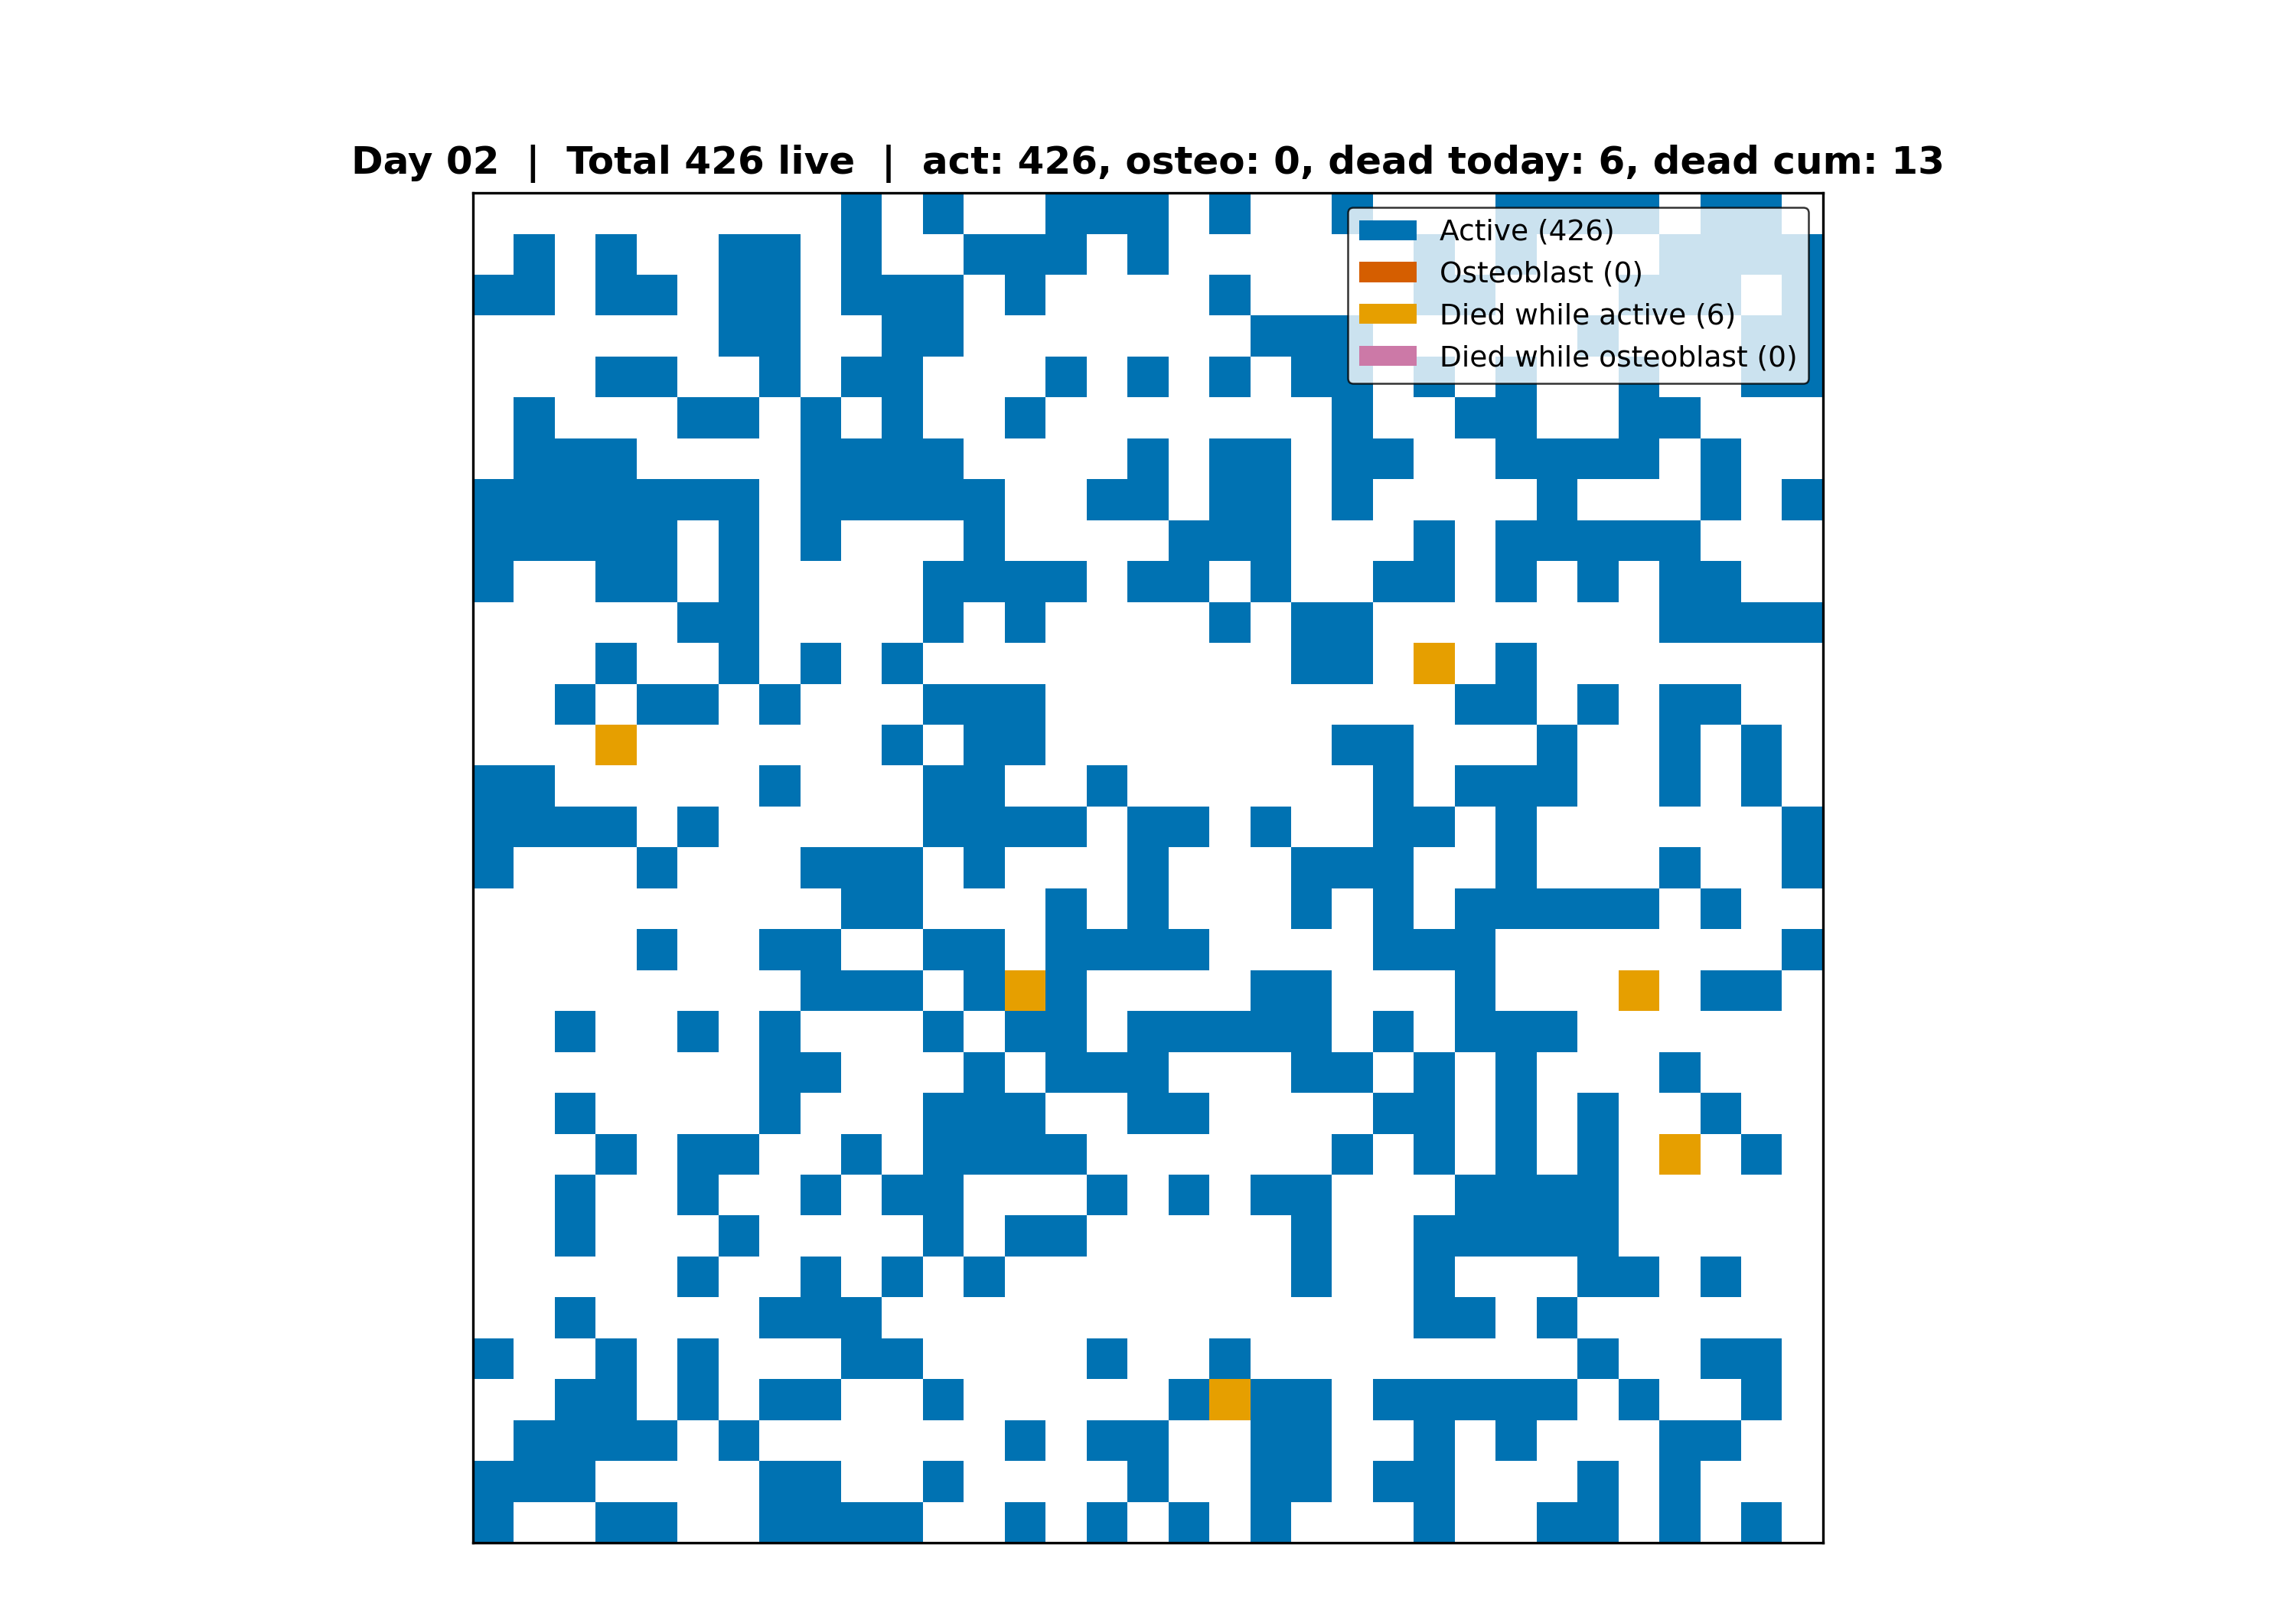 Day 02 | Total 426 live | act: 426, osteo: 0, dead today: 6, dead cum: 13
Active (426)
Osteoblast (0)
Died while active (6)
Died while osteoblast (0)